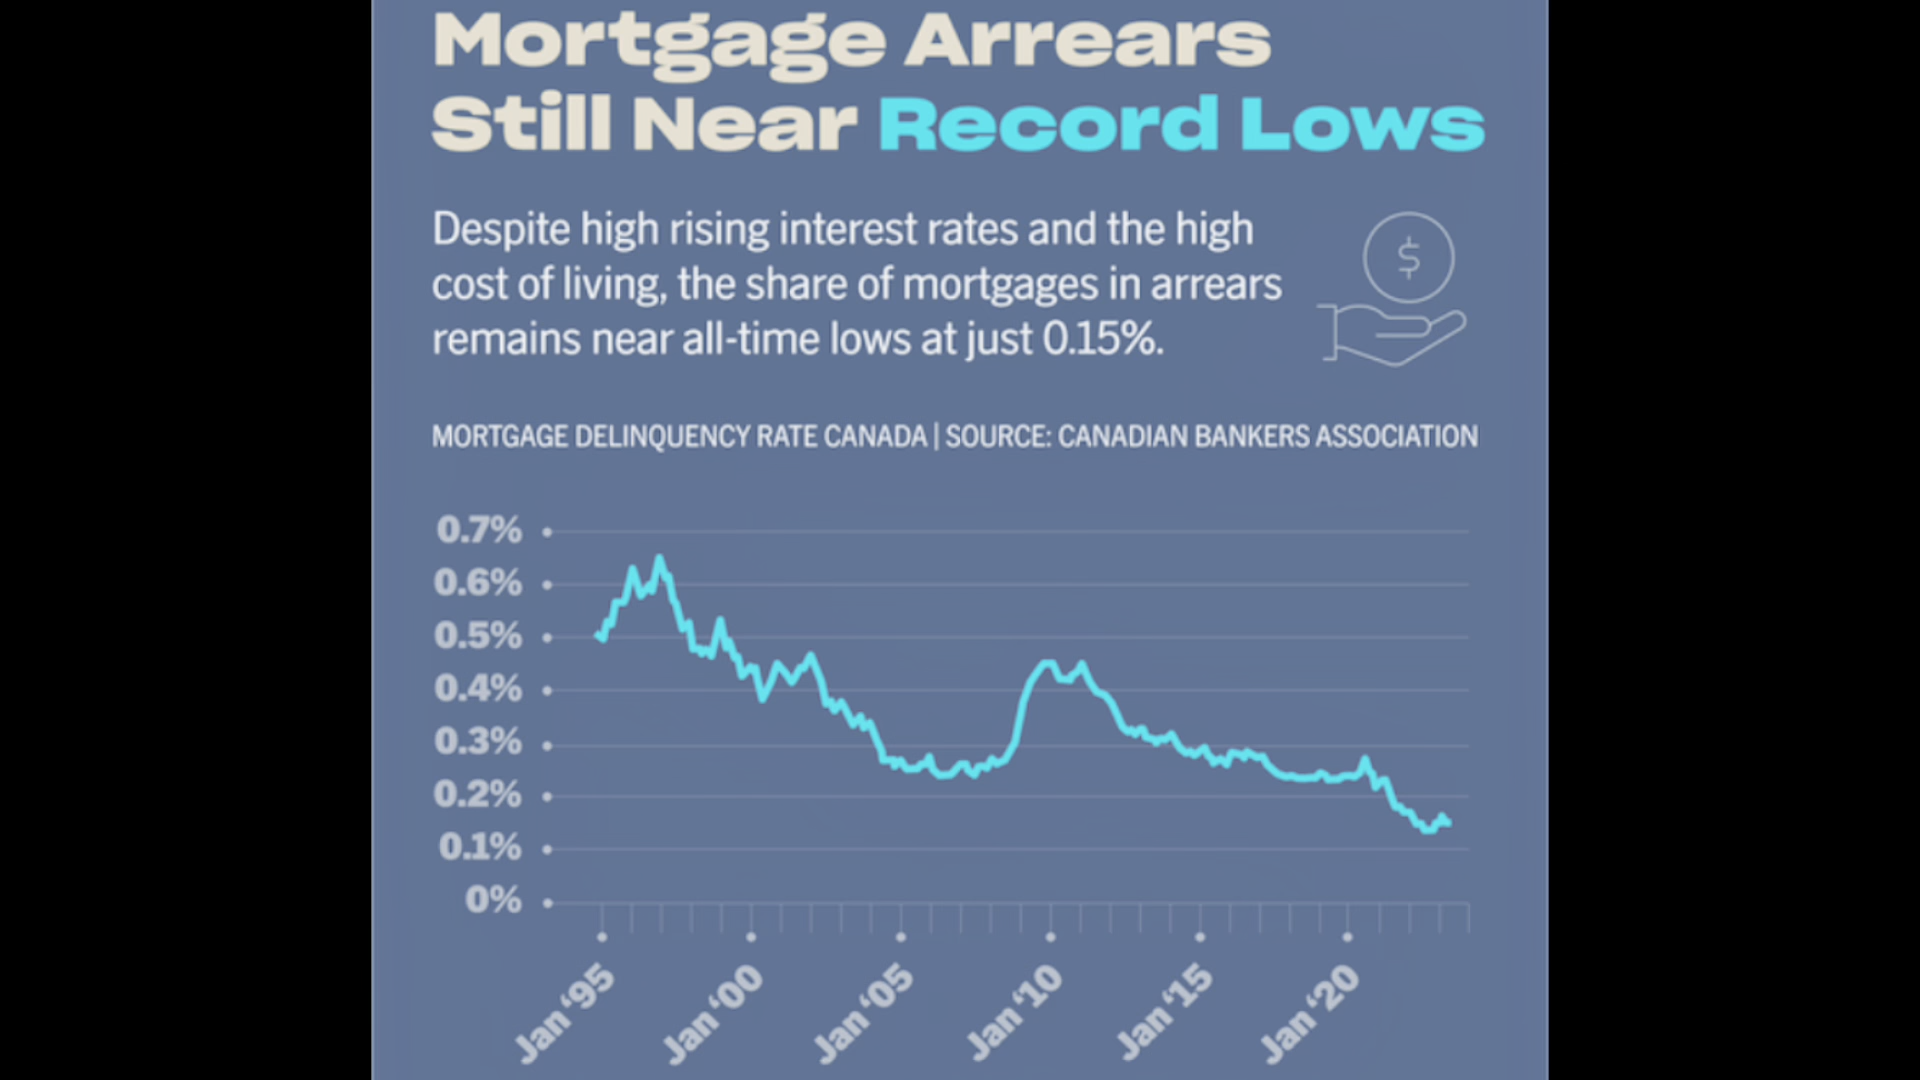 Mortgage Arrears
Still Near Record Lows
Despite high rising interest rates and the high
cost of living, the share of mortgages in arrears
remains near all-time lows at just 0.15%.
$
MORTGAGE DELINQUENCY RATE CANADA | SOURCE: CANADIAN BANKERS ASSOCIATION
0.7%
0.6%
0.5%
0.4%
0.3%
0.2%
0.1%
0%
Jan ‘95 Jan ‘00 Jan ‘05 Jan ‘10 Jan ‘15 Jan ‘20